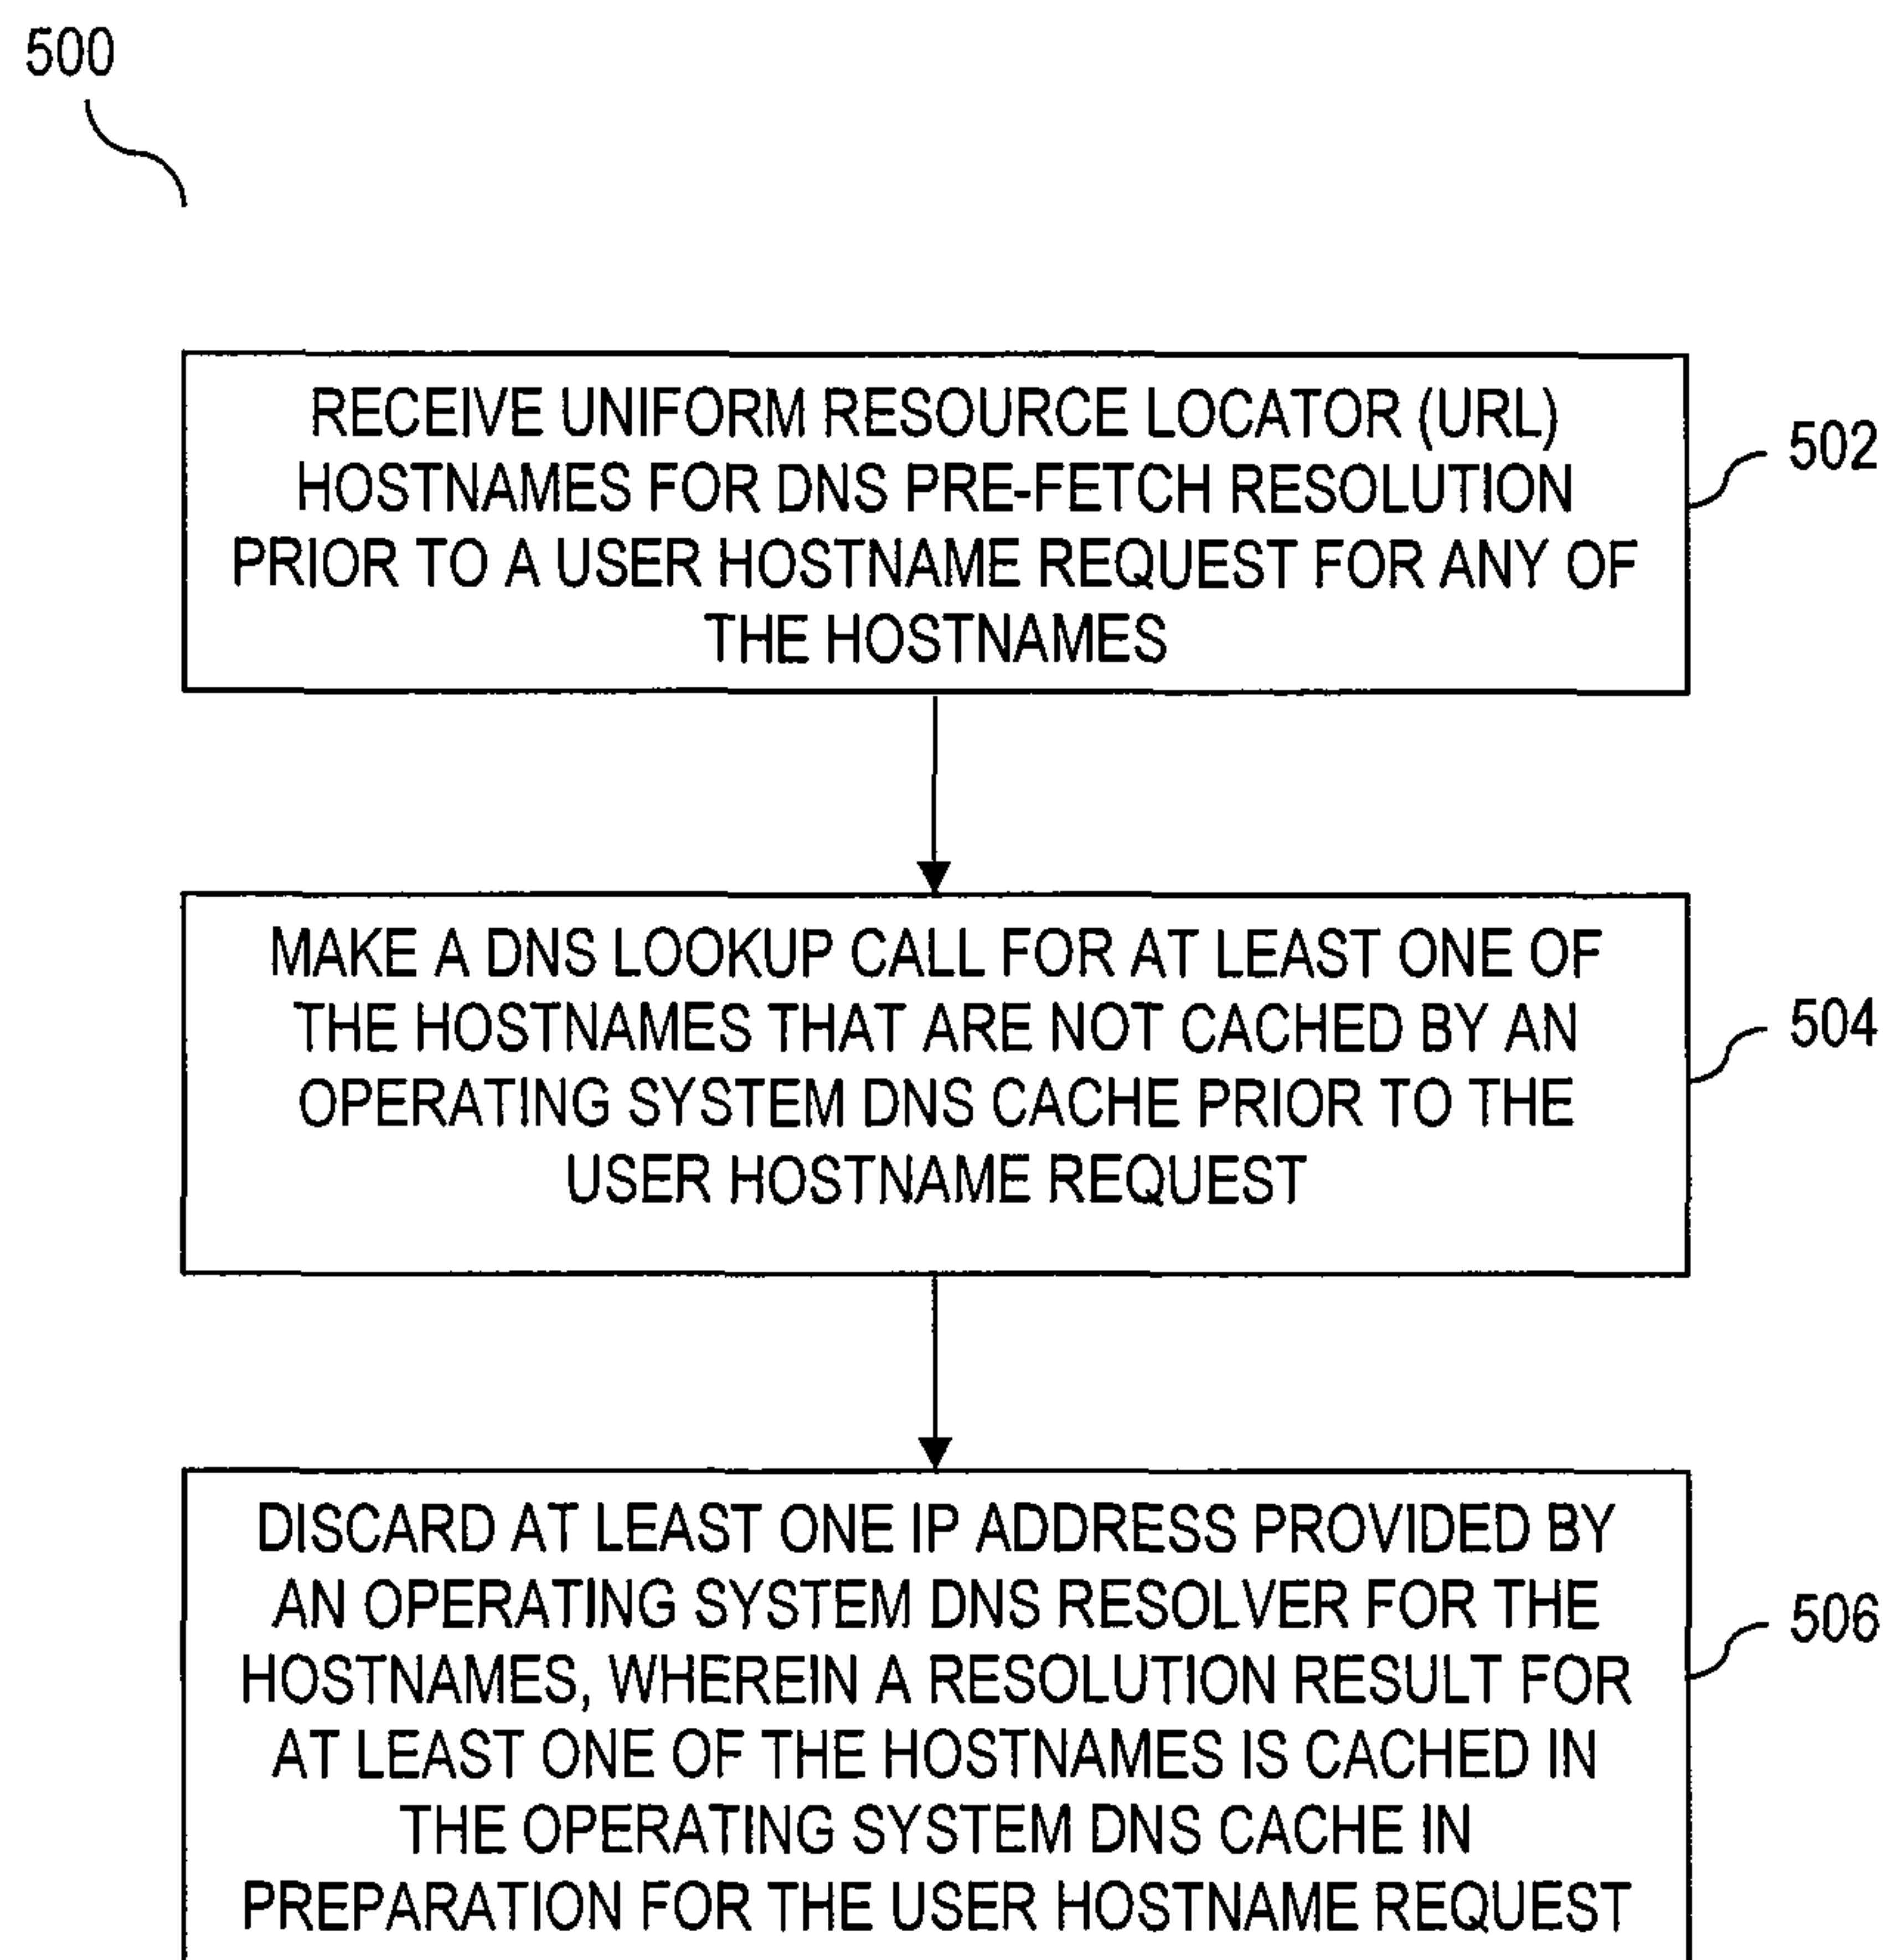 500
RECEIVE UNIFORM RESOURCE LOCATOR (URL)
HOSTNAMES FOR DNS PRE-FETCH RESOLUTION
PRIOR TO A USER HOSTNAME REQUEST FOR ANY OF
THE HOSTNAMES
502
MAKE A DNS LOOKUP CALL FOR AT LEAST ONE OF
THE HOSTNAMES THAT ARE NOT CACHED BY AN
OPERATING SYSTEM DNS CACHE PRIOR TO THE
USER HOSTNAME REQUEST
504
DISCARD AT LEAST ONE IP ADDRESS PROVIDED BY
AN OPERATING SYSTEM DNS RESOLVER FOR THE
HOSTNAMES, WHEREIN A RESOLUTION RESULT FOR
AT LEAST ONE OF THE HOSTNAMES IS CACHED IN
THE OPERATING SYSTEM DNS CACHE IN
PREPARATION FOR THE USER HOSTNAME REQUEST
506